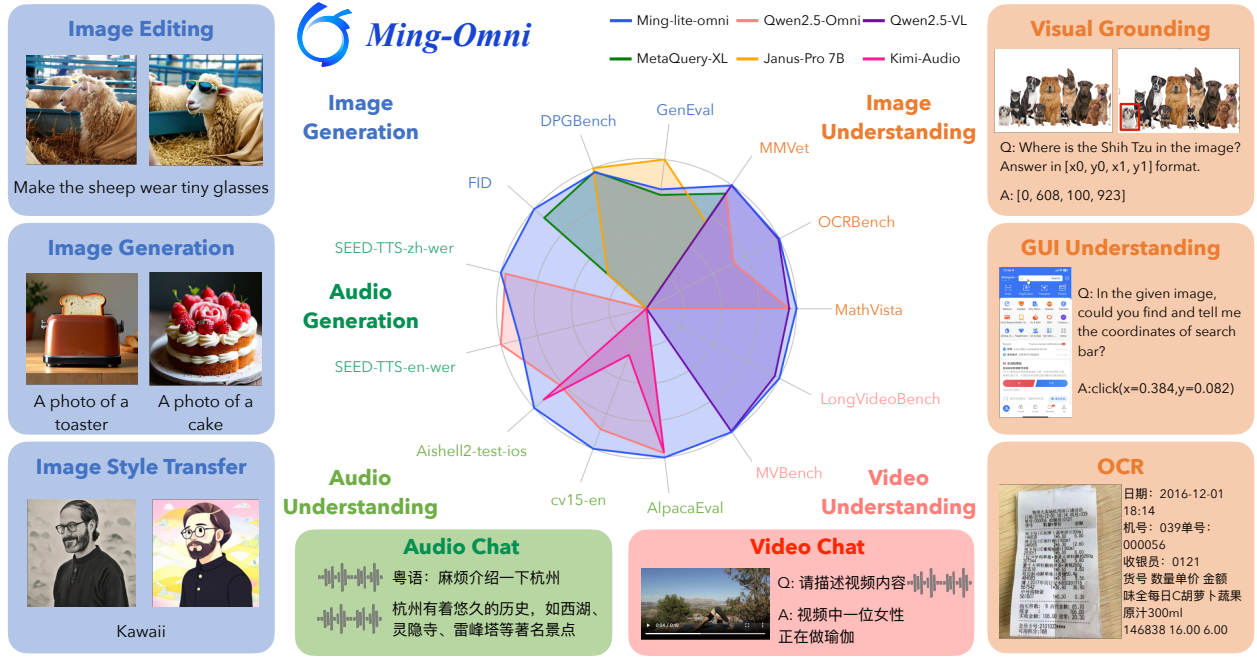 Image Editing
Make the sheep wear tiny glasses
Image Generation
A photo of a
toaster
A photo of a
cake
Image Style Transfer
Kawaii
Ming-Omni
Ming-lite-omni
Qwen2.5-Omni
Qwen2.5-VL
MetaQuery-XL
Janus-Pro 7B
Kimi-Audio
Image
Generation
Image
Understanding
Audio
Generation
Audio
Understanding
Video
Understanding
DPGBench
GenEval
MMVet
OCRBench
MathVista
LongVideoBench
MVBench
AlpacaEval
cv15-en
Aishell2-test-ios
SEED-TTS-en-wer
SEED-TTS-zh-wer
FID
Audio Chat
粤语：麻烦介绍一下杭州
杭州有着悠久的历史，如西湖、
灵隐寺、雷峰塔等著名景点
Video Chat
Q: 请描述视频内容
A: 视频中一位女性
正在做瑜伽
Visual Grounding
Q: Where is the Shih Tzu in the image?
Answer in [x0, y0, x1, y1] format.
A: [0, 608, 100, 923]
GUI Understanding
Q: In the given image,
could you find and tell me
the coordinates of search
bar?
A:click(x=0.384,y=0.082)
OCR
日期：2016-12-01
18:14
机号：039单号：
000056
收银员：0121
货号 数量单价 金额
味全每日C胡萝卜蔬果
原汁300ml
146838 16.00 6.00